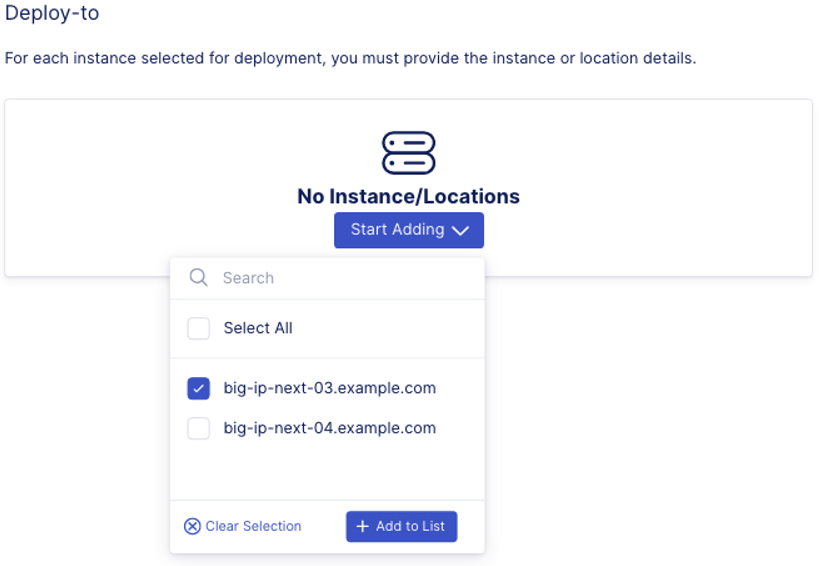 Deploy-to
For each instance selected for deployment, you must provide the instance or location details.
No Instance/Locations
Start Adding
Search
Select All
big-ip-next-03.example.com
big-ip-next-04.example.com
Clear Selection
+ Add to List